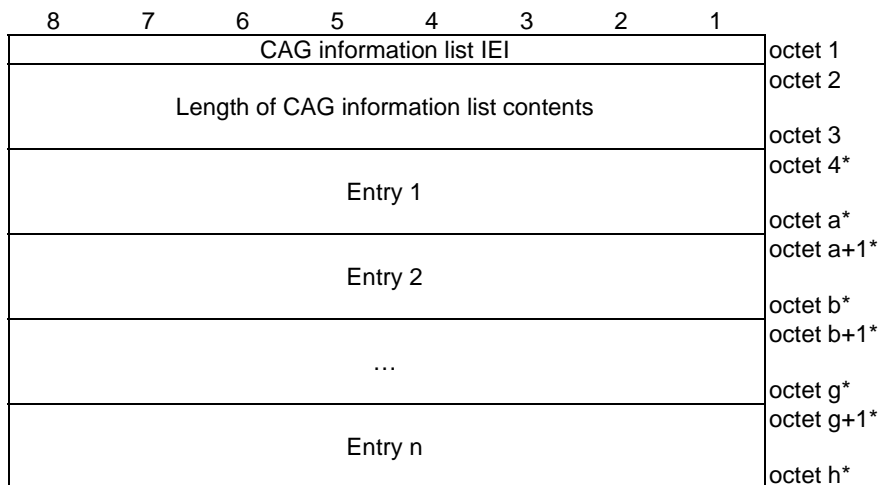 8 7 6 5 4 3 2 1
CAG information list IEI octet 1
octet 2
Length of CAG information list contents
octet 3
octet 4*
Entry 1
octet a*
octet a+1*
Entry 2
octet b*
octet b+1*
…
octet g*
octet g+1*
Entry n
octet h*